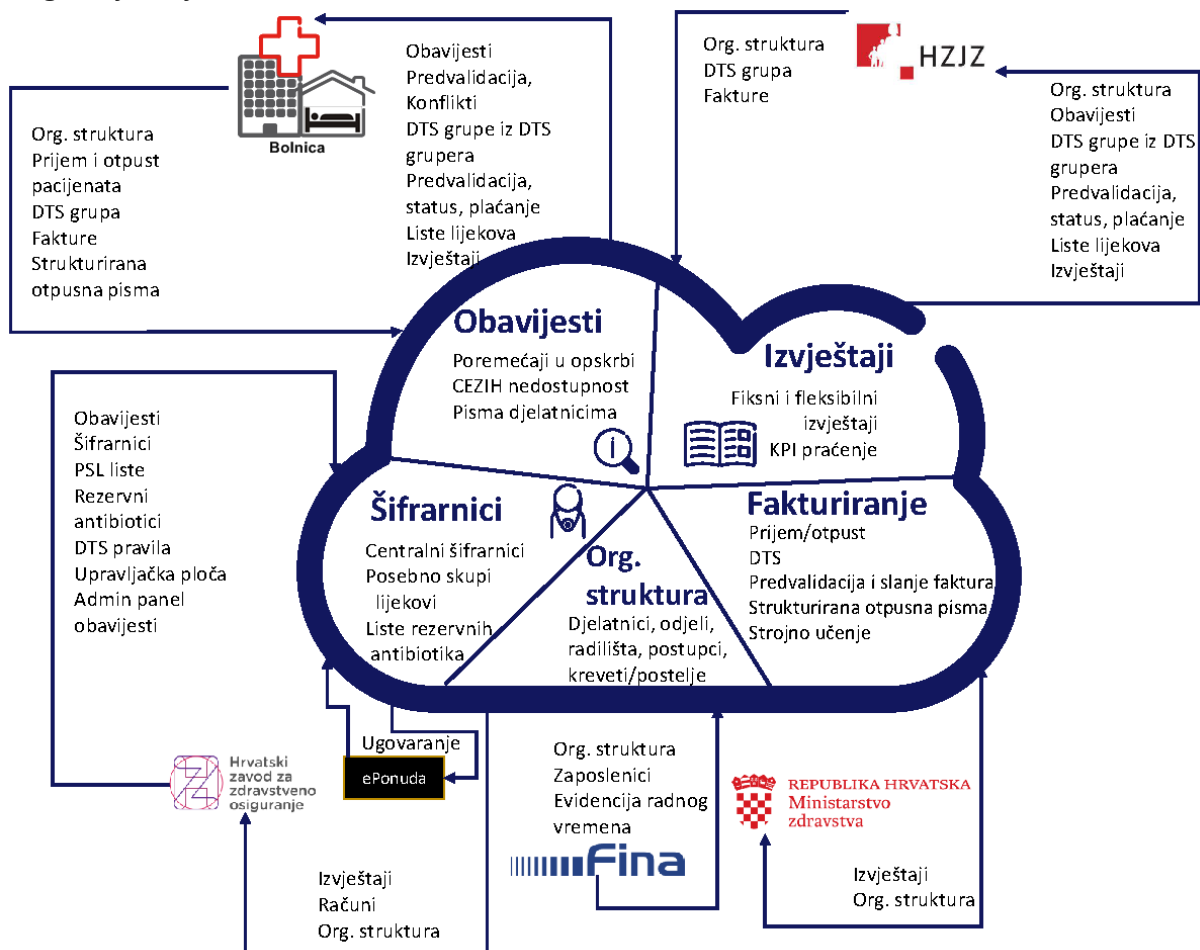 Bolnica
Obavijesti
Predvalidacija,
Konflikti
DTS grupe iz DTS
grupera
Predvalidacija,
status, plaćanje
Liste lijekova
Izvještaji
Org. struktura
DTS grupa
Fakture
HZJZ
Org. struktura
Obavijesti
DTS grupe iz DTS
grupera
Predvalidacija,
status, plaćanje
Liste lijekova
Izvještaji
Org. struktura
Prijem i otpust
pacijenata
DTS grupa
Fakture
Strukturirana
otpusna pisma
Obavijesti
Poremećaji u opskrbi
CEZIH nedostupnost
Pisma djelatnicima
i
Izvještaji
Fiksni i fleksibilni
izvještaji
KPI praćenje
Obavijesti
Šifrarnici
PSL liste
Rezervni
antibiotici
DTS pravila
Upravljačka ploča
Admin panel
obavijesti
Šifrarnici
Centralni šifrarnici
Posebno skupi
lijekovi
Liste rezervnih
antibiotika
Org.
struktura
Djelatnici, odjeli,
radilišta, postupci,
kreveti/postelje
Fakturiranje
Prijem/otpust
DTS
Predvalidacija i slanje faktura
Strukturirana otpusna pisma
Strojno učenje
Hrvatski
zavod za
zdravstveno
osiguranje
Ugovaranje
ePonuda
Org. struktura
Zaposlenici
Evidencija radnog
vremena
Fina
REPUBLIKA HRVATSKA
Ministarstvo
zdravstva
Izvještaji
Računi
Org. struktura
Izvještaji
Org. struktura